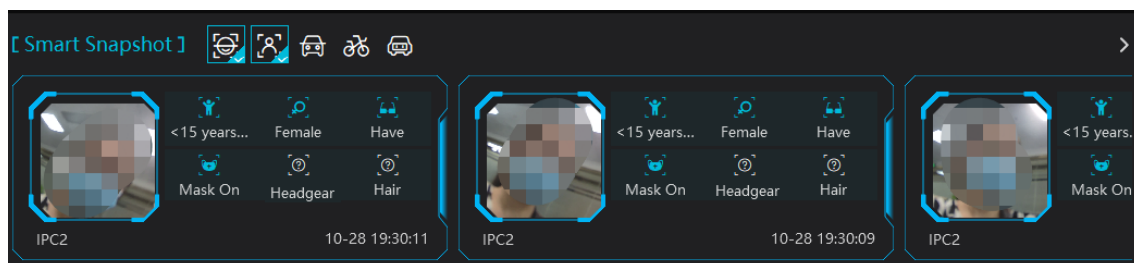 [ Smart Snapshot ]
<15 years... Female Have <15 years... Female Have <15 years.
Mask On Headgear Hair Mask On Headgear Hair Mask On
IPC2 10-28 19:30:11 IPC2 10-28 19:30:09 IPC2